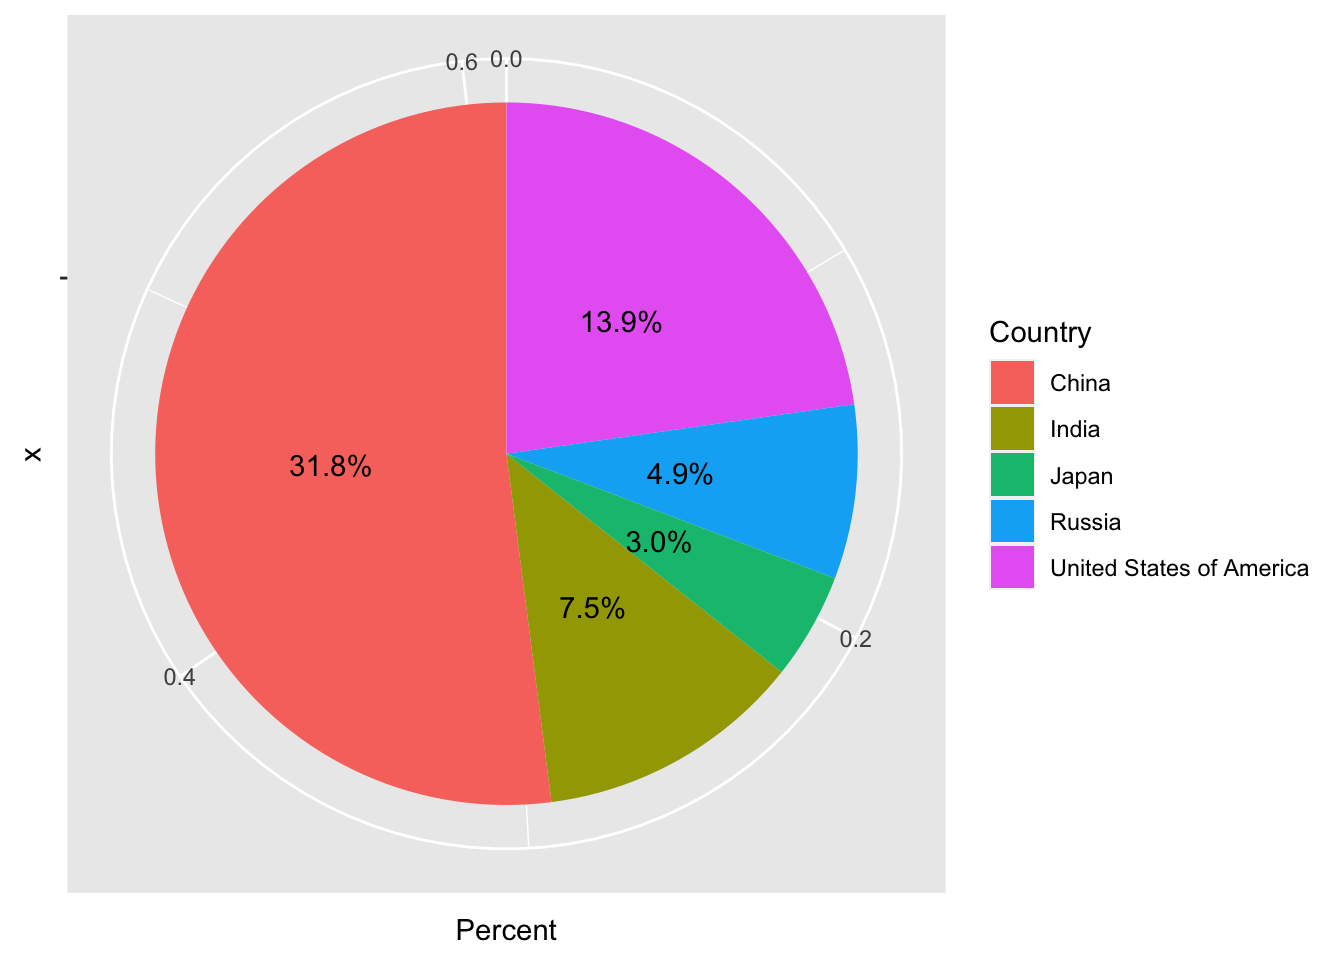 0.6
0.0
13.9%
31.8%
4.9%
3.0%
7.5%
0.2
0.4
x
Percent
Country
China
India
Japan
Russia
United States of America